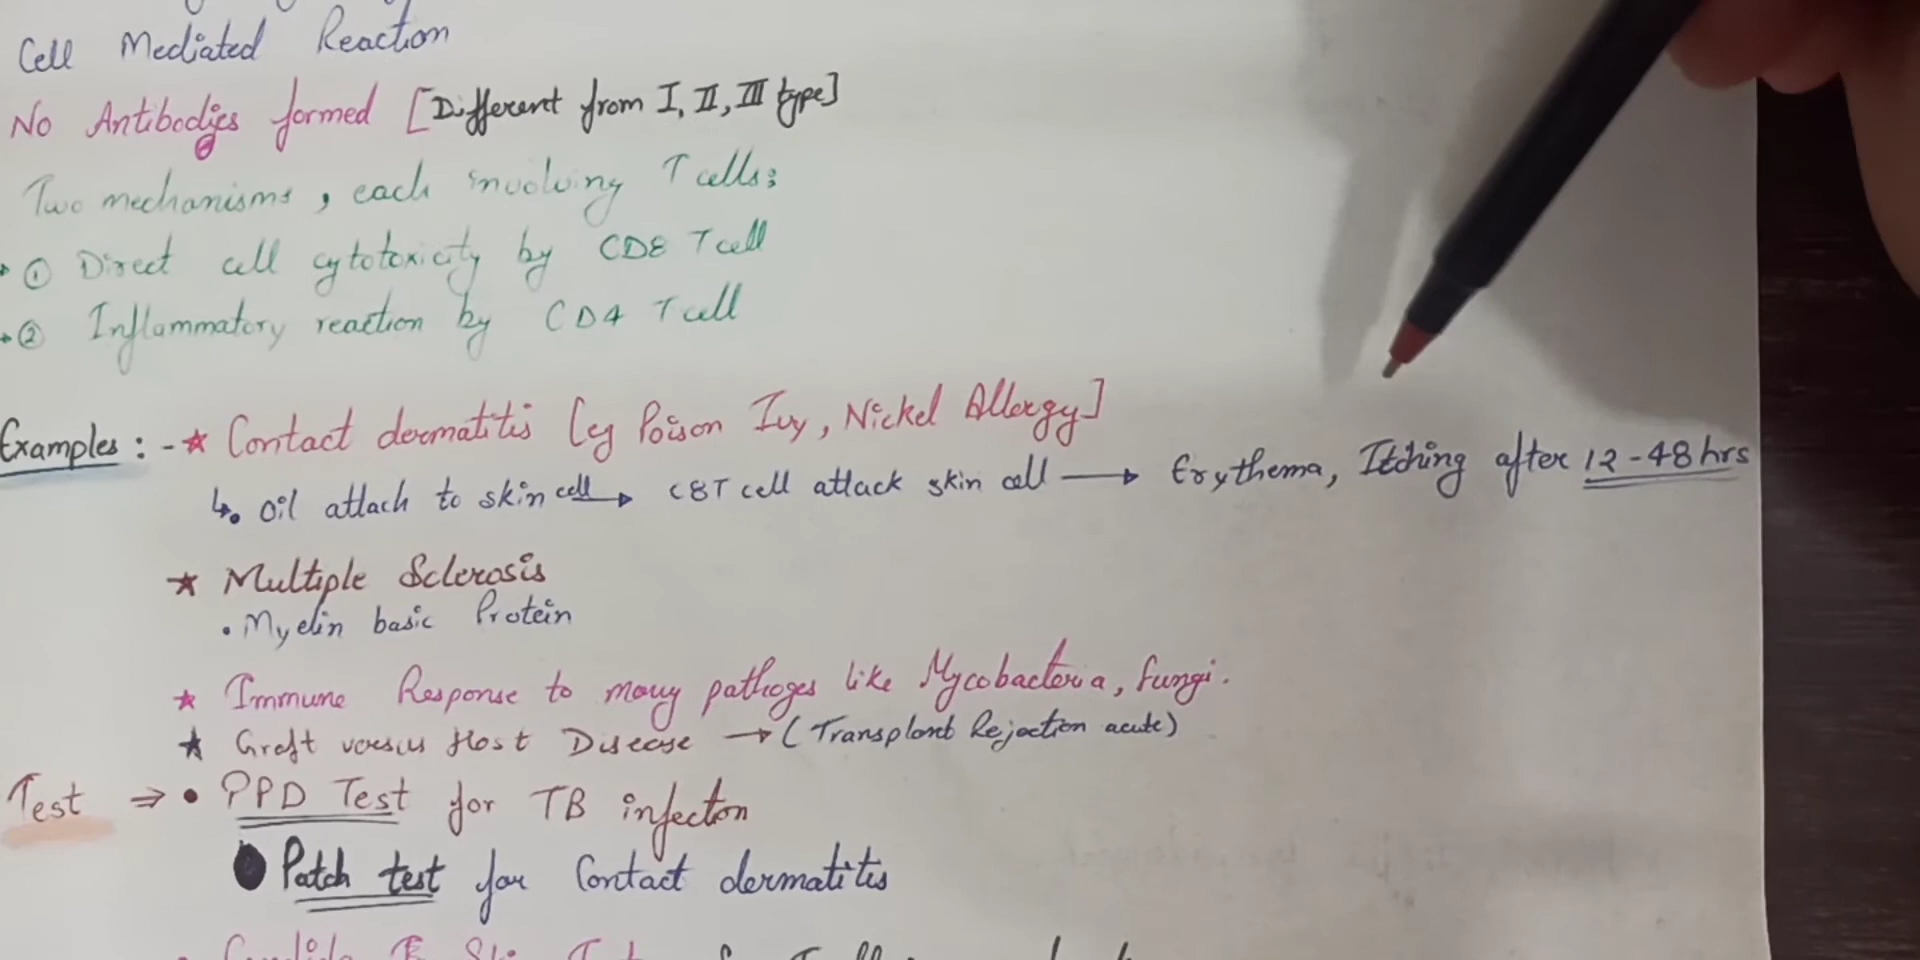 Cell Mediated Reaction
No Antibodies formed [Different from I, II, III type]
Two mechanisms, each involving T cells:
① Direct cell cytotoxicity by CD8 T cell
② Inflammatory reaction by CD4 T cell
Examples : - ★ Contact dermatitis [eg Poison Ivy, Nickel Allergy]
↳ • Oil attach to skin cell → C8T cell attack skin cell → Erythema, Itching after 12-48 hrs
★ Multiple Sclerosis
• Myelin basic Protein
★ Immune Response to many pathoges like Mycobacteria, fungi.
★ Graft versus Host Disease → (Transplant Rejection acute)
Test ⇒ • PPD Test for TB infection
● Patch test for Contact dermatitis